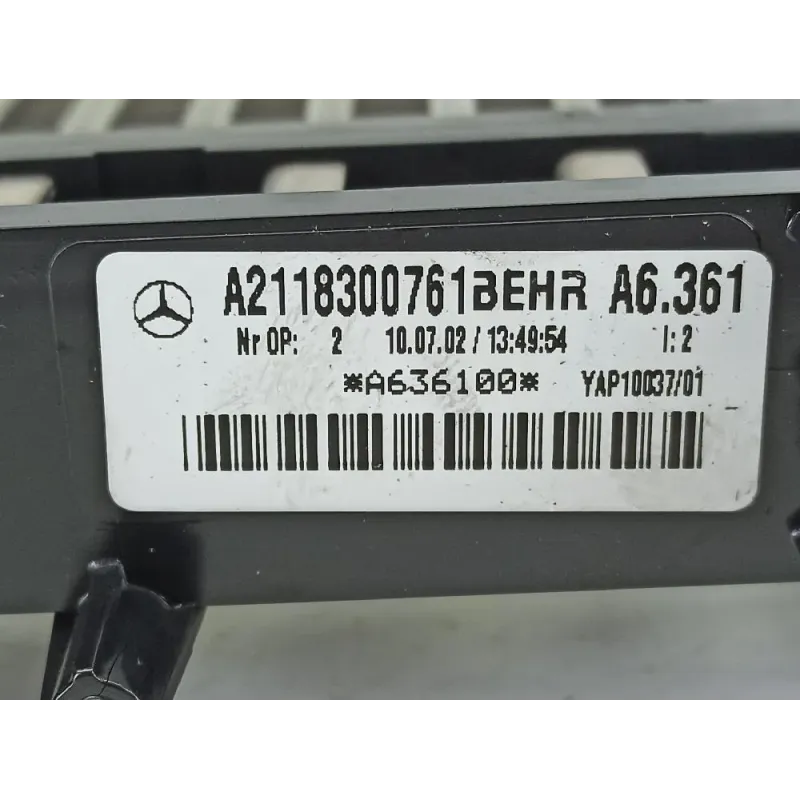 A2118300761BEHR A6.361
Nr OP: 2 10.07.02 / 13:49:54 I: 2
*A636100* YAP10037/01